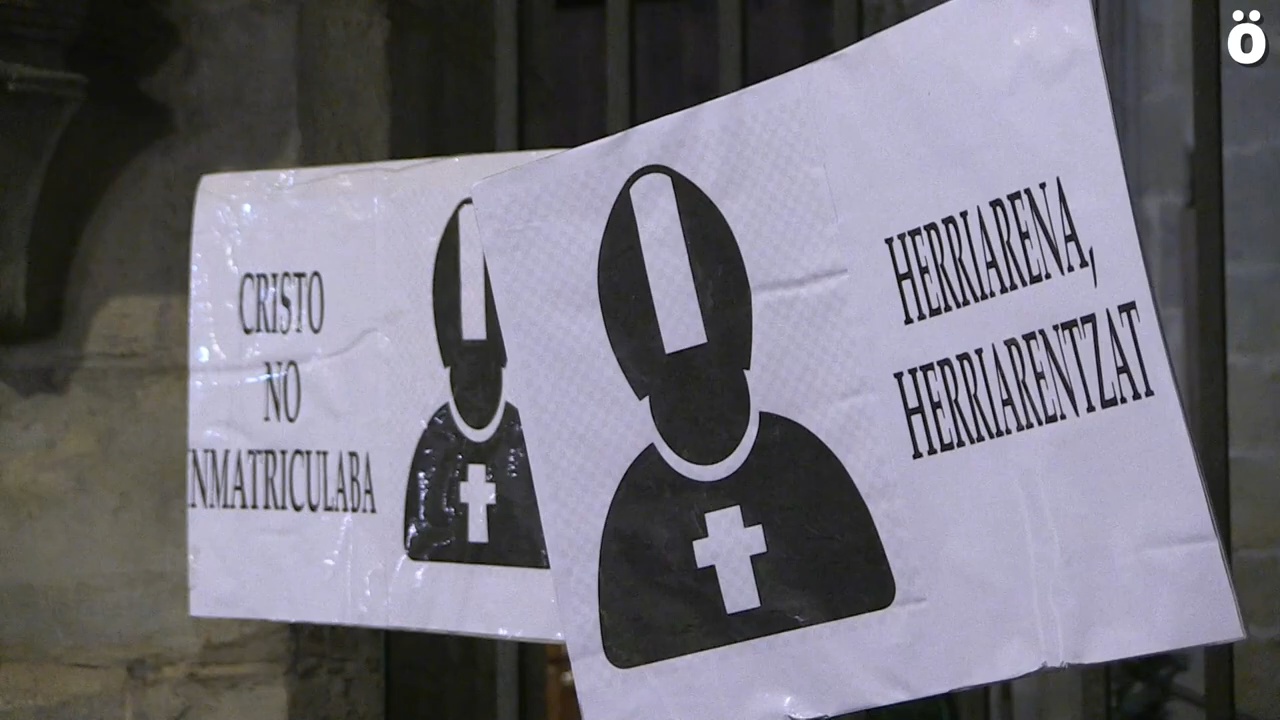 CRISTO
NO
INMATRICULABA
HERRIARENA,
HERRIARENTZAT
ö